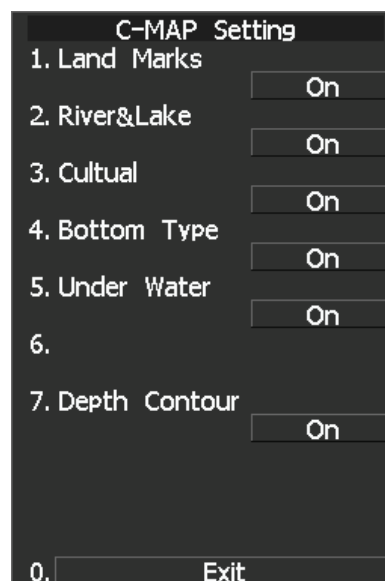 C-MAP Setting
1. Land Marks
On
2. River&Lake
On
3. Cultual
On
4. Bottom Type
On
5. Under Water
On
6.
7. Depth Contour
On
0. Exit